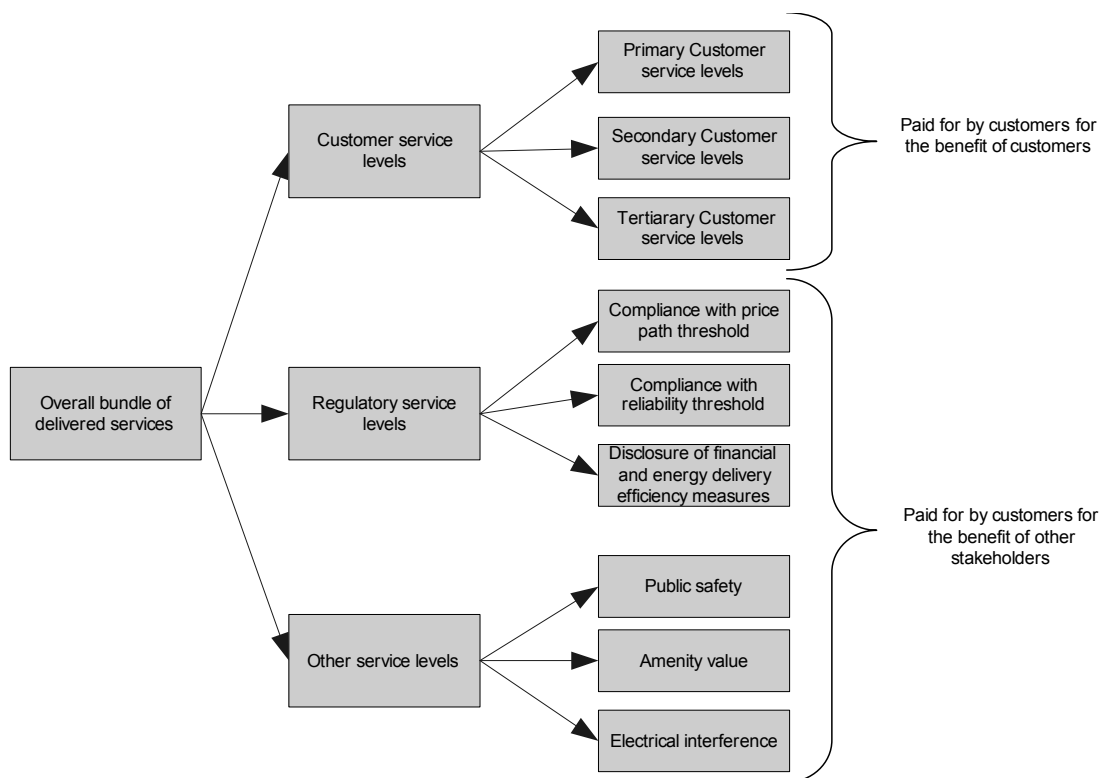 Overall bundle of
delivered services
Customer service
levels
Regulatory service
levels
Other service levels
Primary Customer
service levels
Secondary Customer
service levels
Tertiarary Customer
service levels
Compliance with price
path threshold
Compliance with
reliability threshold
Disclosure of financial
and energy delivery
efficiency measures
Public safety
Amenity value
Electrical interference
Paid for by customers for
the benefit of customers
Paid for by customers for
the benefit of other
stakeholders